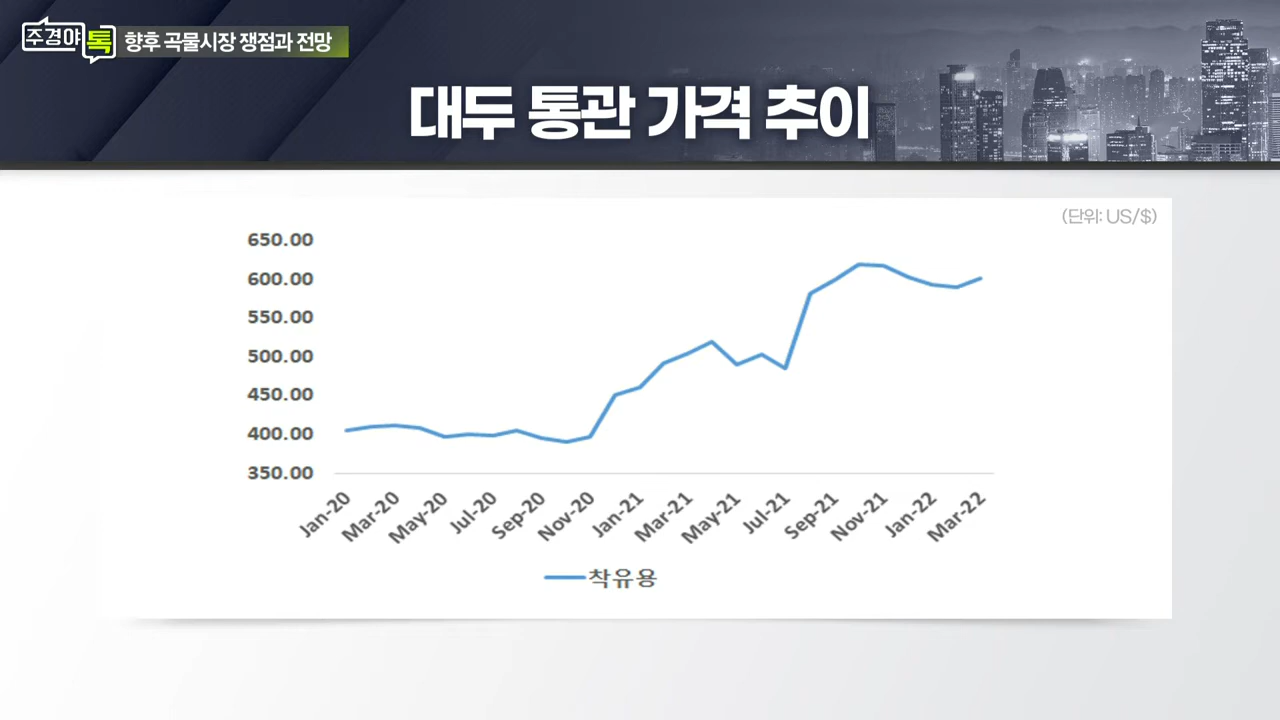 주경야톡 향후 곡물시장 쟁점과 전망
대두 통관 가격 추이
(단위: US/$)
650.00
600.00
550.00
500.00
450.00
400.00
350.00
Jan-20 Mar-20 May-20 Jul-20 Sep-20 Nov-20 Jan-21 Mar-21 May-21 Jul-21 Sep-21 Nov-21 Jan-22 Mar-22
착유용